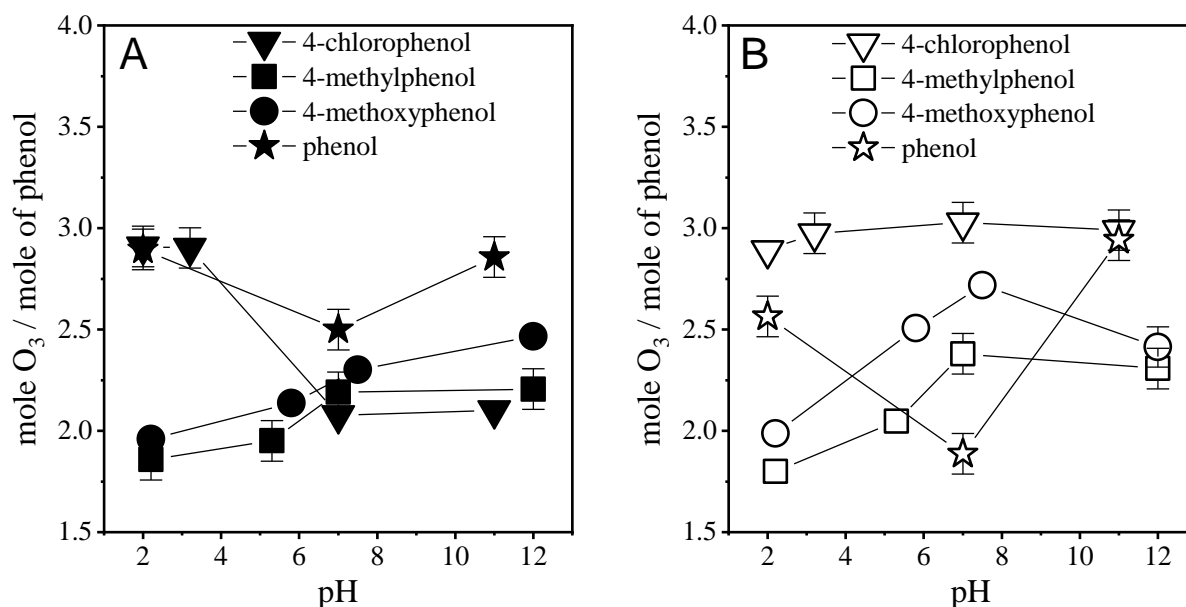 A
4-chlorophenol
4-methylphenol
4-methoxyphenol
phenol
4.0
3.5
3.0
2.5
2.0
1.5
mole O₃ / mole of phenol
2 4 6 8 10 12
pH
B
4-chlorophenol
4-methylphenol
4-methoxyphenol
phenol
4.0
3.5
3.0
2.5
2.0
1.5
mole O₃ / mole of phenol
2 4 6 8 10 12
pH